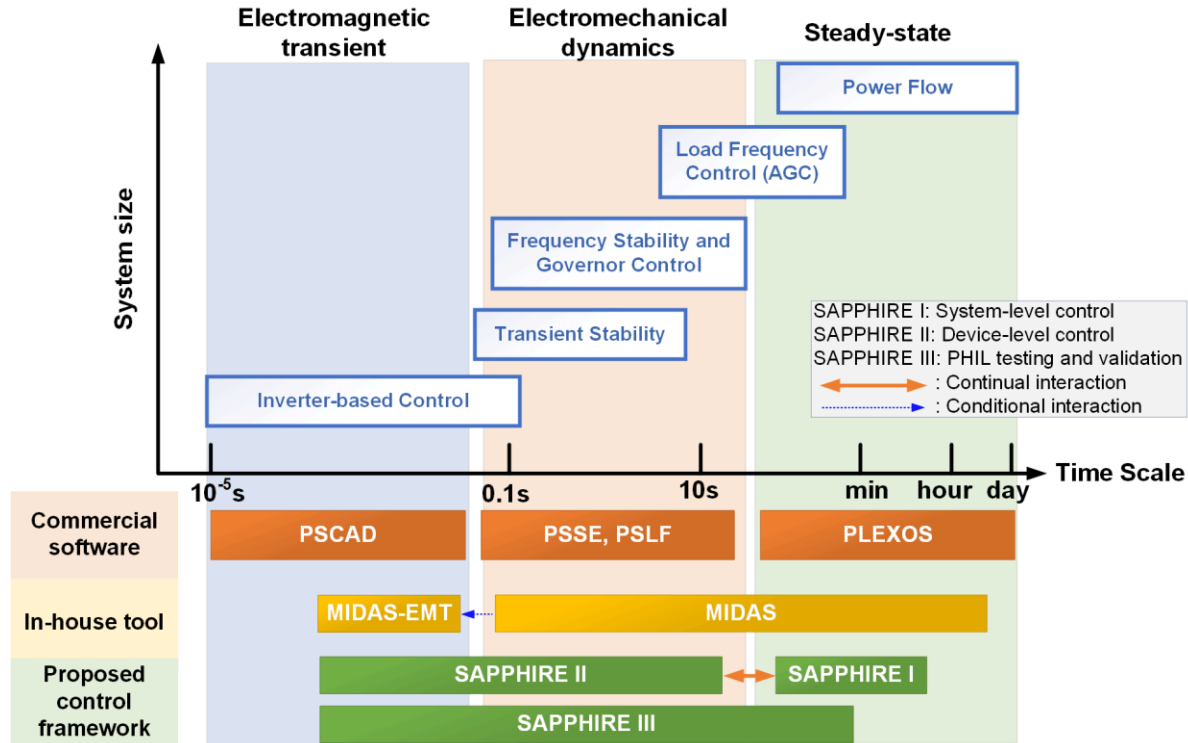 Electromagnetic
transient
Electromechanical
dynamics
Steady-state
System size
Power Flow
Load Frequency
Control (AGC)
Frequency Stability and
Governor Control
Transient Stability
Inverter-based Control
SAPPHIRE I: System-level control
SAPPHIRE II: Device-level control
SAPPHIRE III: PHIL testing and validation
: Continual interaction
: Conditional interaction
10⁻⁵s
0.1s
10s
min
hour
day
Time Scale
Commercial
software
PSCAD
PSSE, PSLF
PLEXOS
In-house tool
MIDAS-EMT
MIDAS
Proposed
control
framework
SAPPHIRE II
SAPPHIRE I
SAPPHIRE III